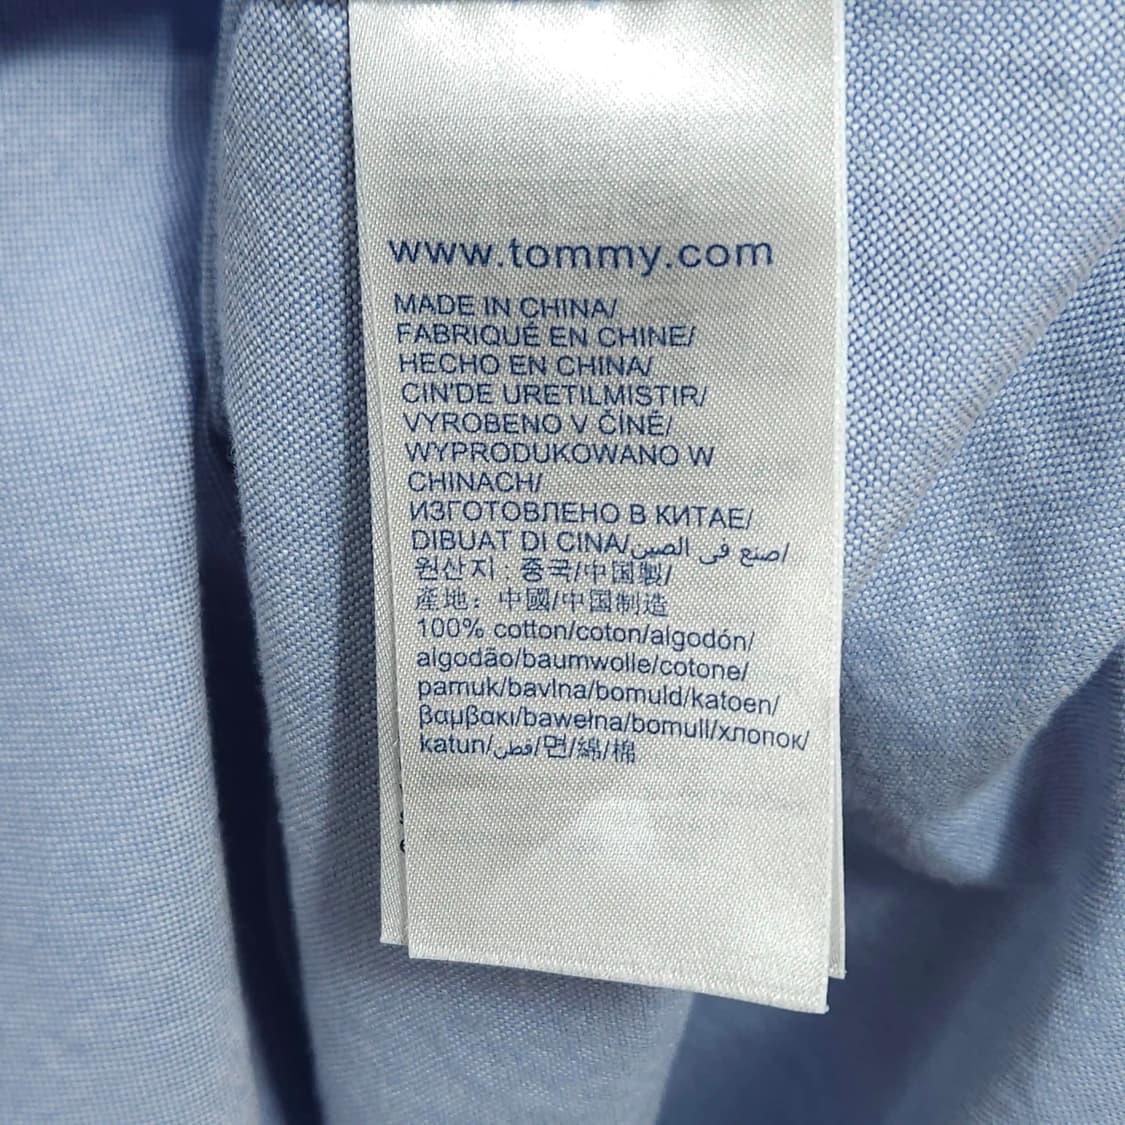 www.tommy.com
MADE IN CHINA/
FABRIQUÉ EN CHINE/
HECHO EN CHINA/
CIN'DE URETILMISTIR/
VYROBENO V ČÍNĚ/
WYPRODUKOWANO W
CHINACH/
ИЗГОТОВЛЕНО В КИТАЕ/
DIBUAT DI CINA/صنع في الصين/
원산지 : 중국/中国製/
產地：中國/中国制造
100% cotton/coton/algodón/
algodão/baumwolle/cotone/
pamuk/bavlna/bomuld/katoen/
βαμβακι/bawełna/bomull/хлопок/
katun/قطن/면/綿/棉